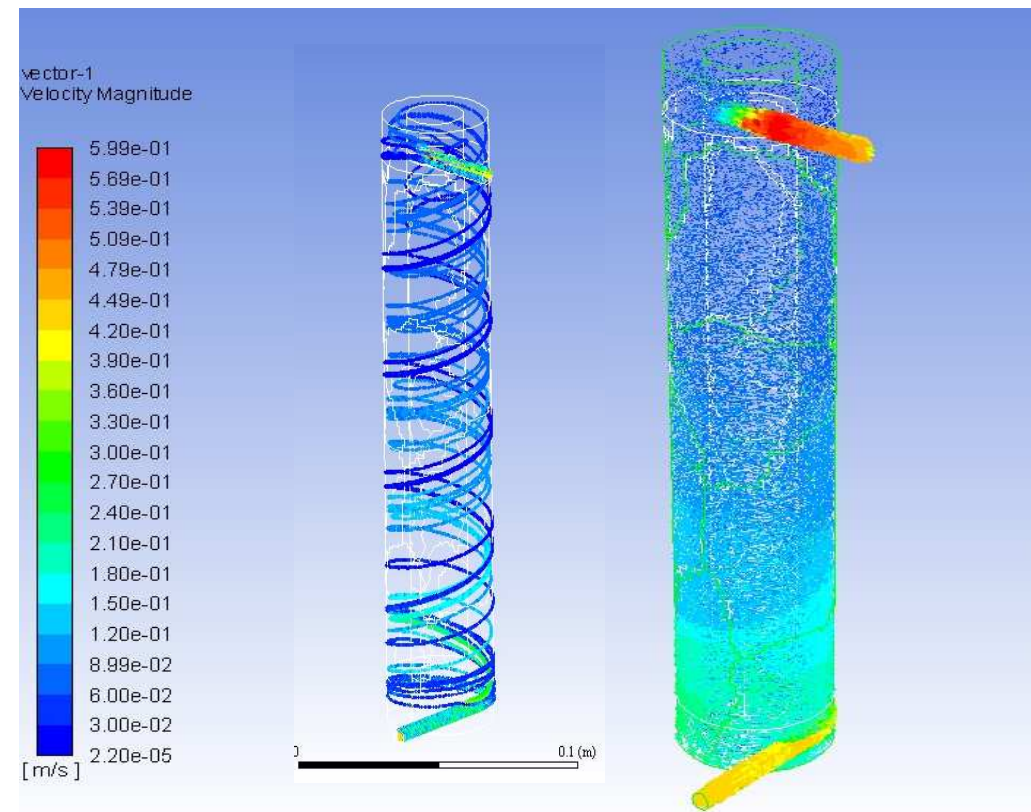 vector-1
Velocity Magnitude
5.99e-01
5.69e-01
5.39e-01
5.09e-01
4.79e-01
4.49e-01
4.20e-01
3.90e-01
3.60e-01
3.30e-01
3.00e-01
2.70e-01
2.40e-01
2.10e-01
1.80e-01
1.50e-01
1.20e-01
8.99e-02
6.00e-02
3.00e-02
2.20e-05
[ m/s ]
0 0.1 (m)